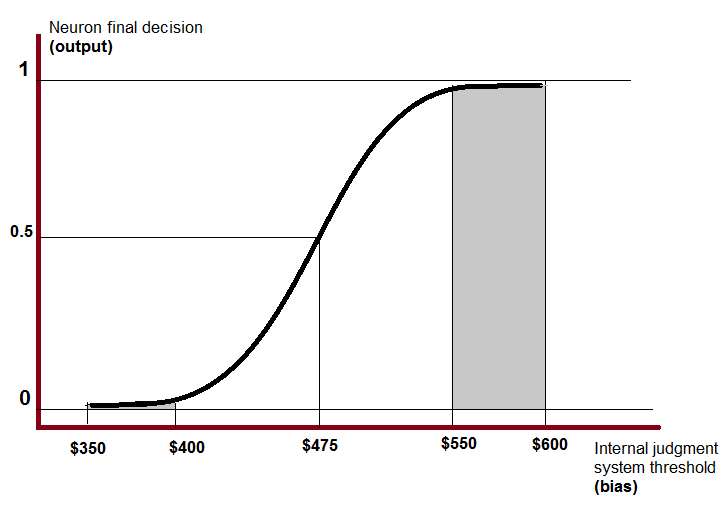 Neuron final decision
(output)
1
0.5
0
$350
$400
$475
$550
$600
Internal judgment
system threshold
(bias)